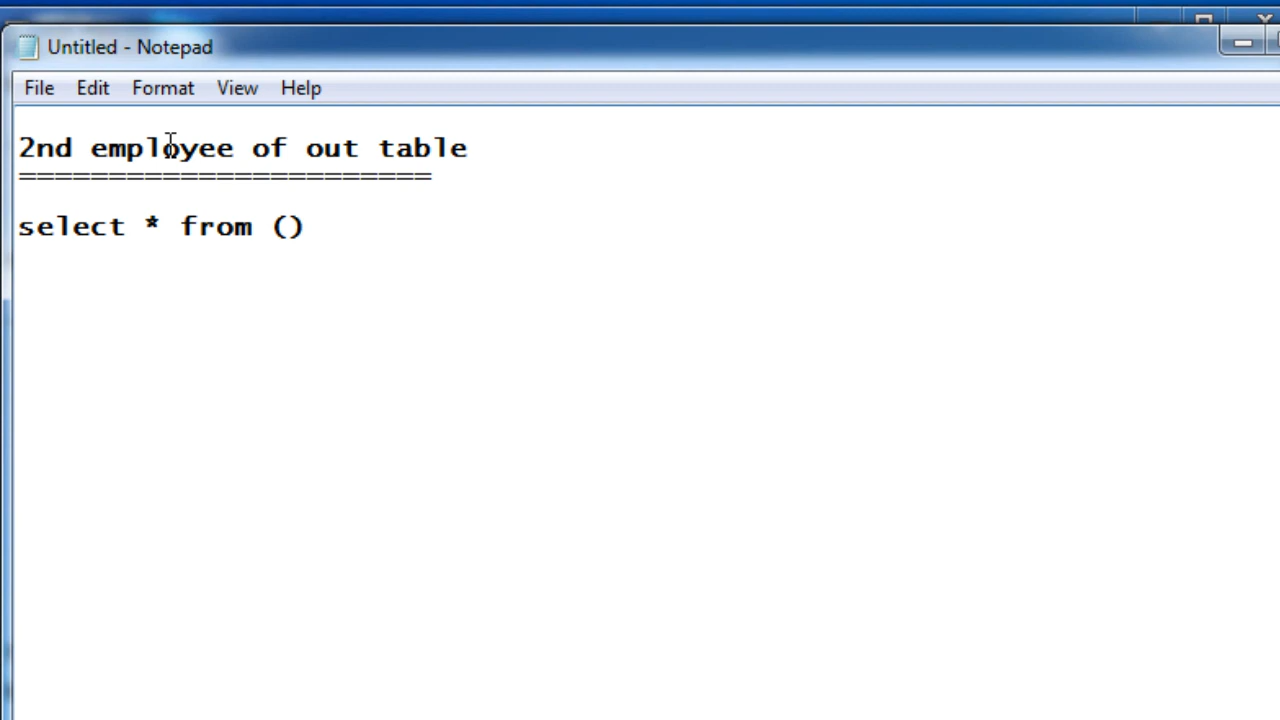 Untitled - Notepad
File Edit Format View Help
2nd employee of out table
=======================
select * from ()